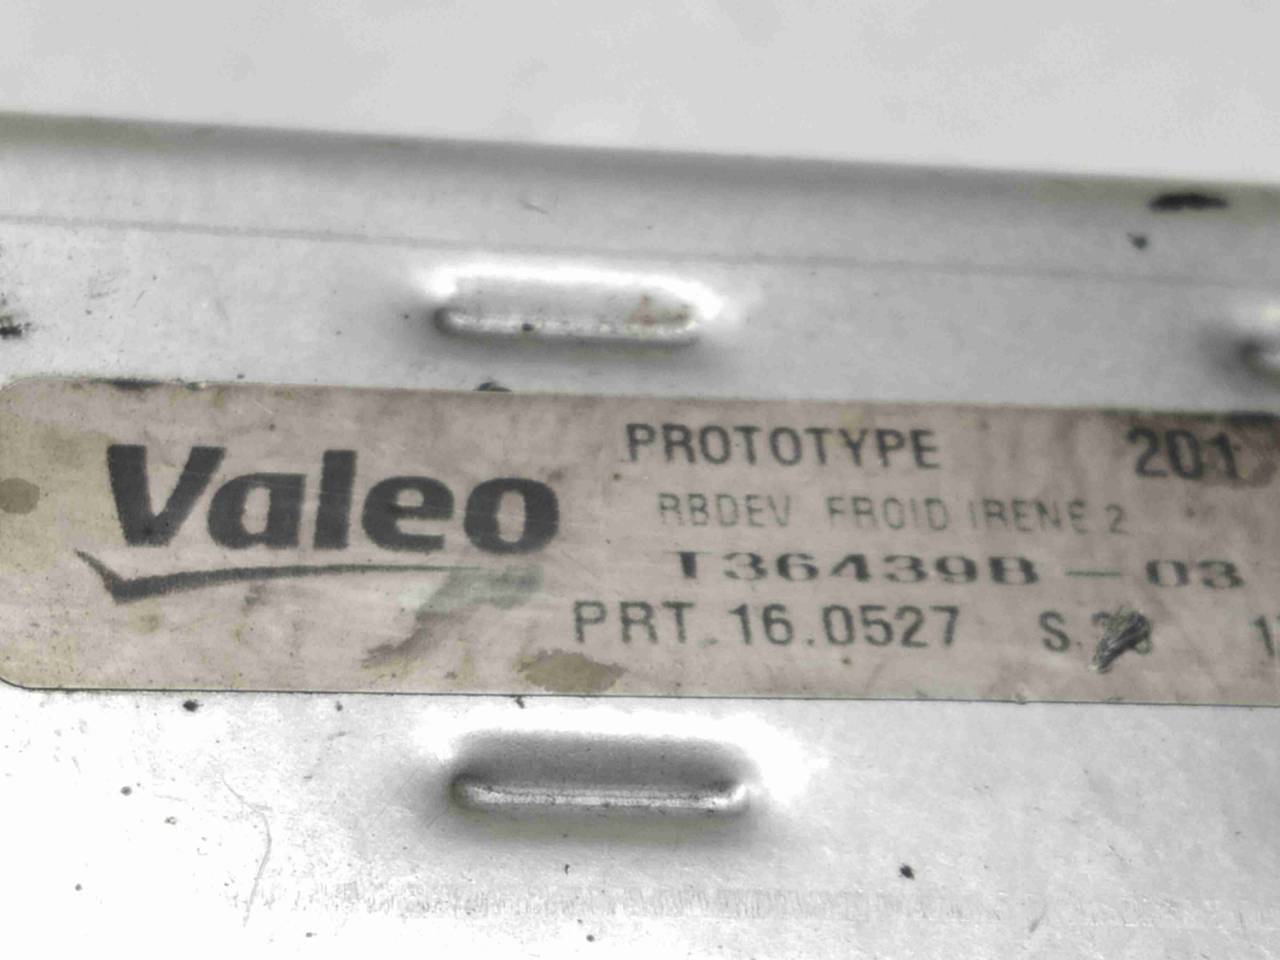 Valeo
PROTOTYPE 201
RBDEV FROID IRENE 2
T36439B - 03
PRT.16.0527 S.